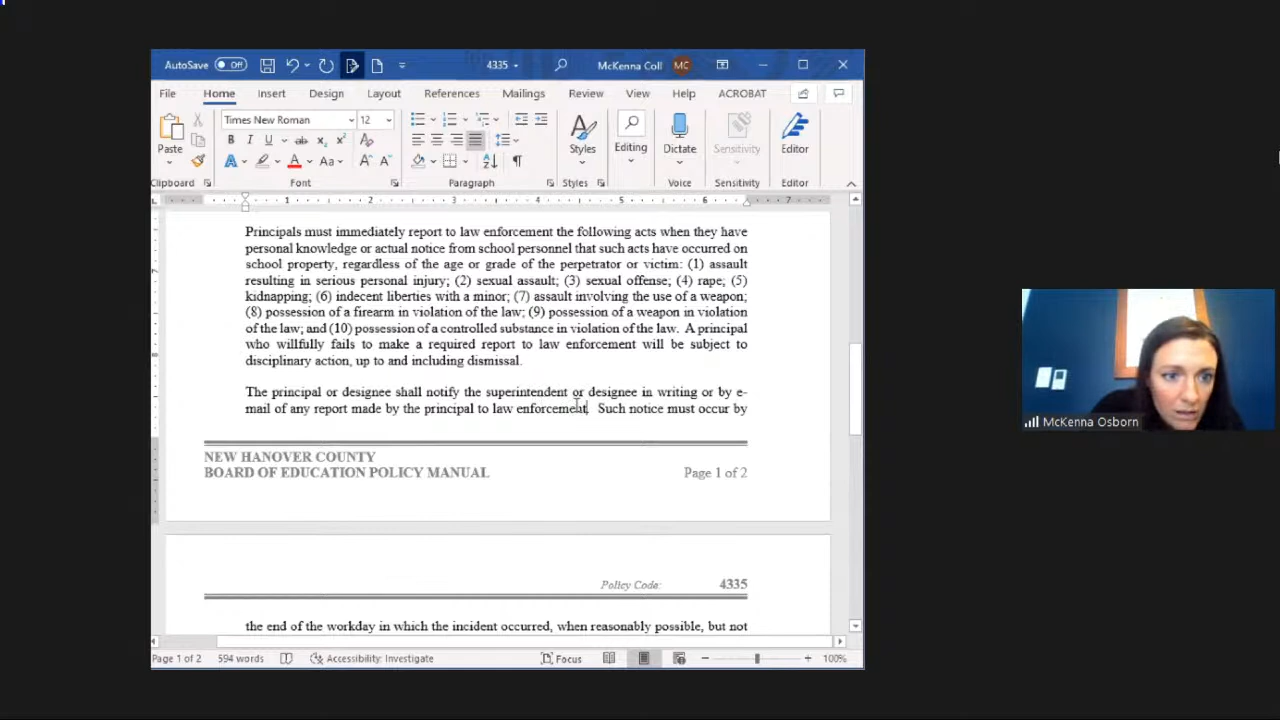 AutoSave Off 4335 McKenna Coll MC
File Home Insert Design Layout References Mailings Review View Help ACROBAT
Times New Roman 12
Paste
B I U ab x₂ x²
A A Aa A A
Styles Editing Dictate Sensitivity Editor
Clipboard Font Paragraph Styles Voice Sensitivity Editor
1 2 3 4 5 6 7
Principals must immediately report to law enforcement the following acts when they have
personal knowledge or actual notice from school personnel that such acts have occurred on
school property, regardless of the age or grade of the perpetrator or victim: (1) assault
resulting in serious personal injury; (2) sexual assault; (3) sexual offense; (4) rape; (5)
kidnapping; (6) indecent liberties with a minor; (7) assault involving the use of a weapon;
(8) possession of a firearm in violation of the law; (9) possession of a weapon in violation
of the law; and (10) possession of a controlled substance in violation of the law. A principal
who willfully fails to make a required report to law enforcement will be subject to
disciplinary action, up to and including dismissal.
The principal or designee shall notify the superintendent or designee in writing or by e-
mail of any report made by the principal to law enforcement. Such notice must occur by
NEW HANOVER COUNTY
BOARD OF EDUCATION POLICY MANUAL Page 1 of 2
Policy Code: 4335
the end of the workday in which the incident occurred, when reasonably possible, but not
Page 1 of 2 594 words Accessibility: Investigate Focus 100%
McKenna Osborn